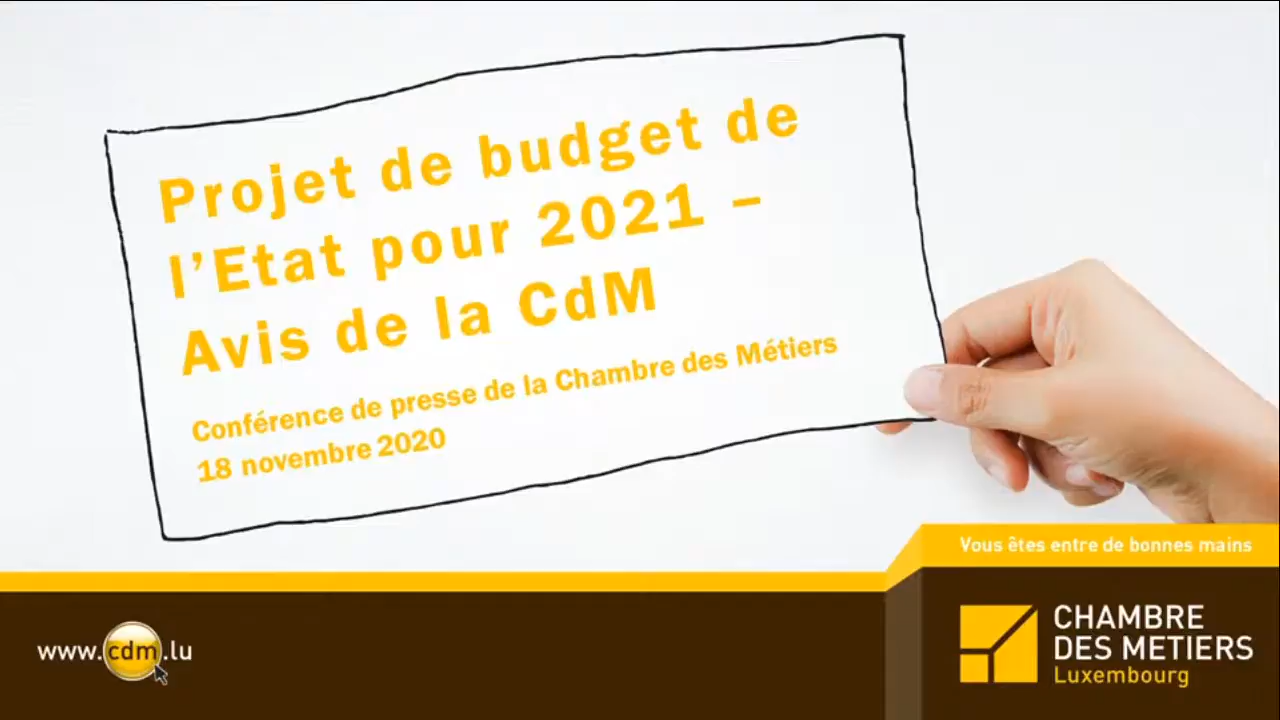 Projet de budget de
l’Etat pour 2021 –
Avis de la CdM
Conférence de presse de la Chambre des Métiers
18 novembre 2020
Vous êtes entre de bonnes mains
www.cdm.lu
CHAMBRE
DES METIERS
Luxembourg